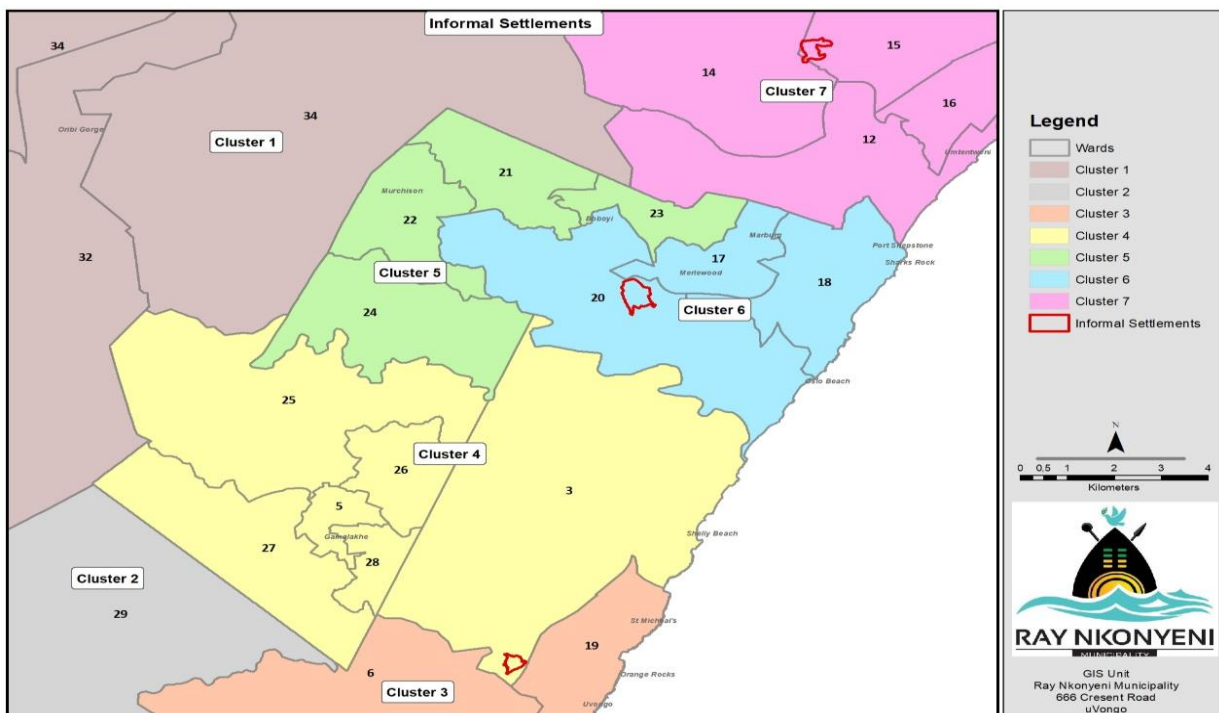 Informal Settlements
34
15
14
Cluster 7
16
34
Oribi Gorge
Cluster 1
12
Umtentweni
21
Murchison
22
Boboyi
23
Marburg
Port Shepstone
32
Cluster 5
17
Merlewood
Sharks Rock
18
20
Cluster 6
24
Oslo Beach
25
Cluster 4
26
3
5
Gamalakhe
Shelly Beach
27
28
Cluster 2
29
St Micheal's
19
6
Orange Rocks
Cluster 3
Uvongo
Legend
Wards
Cluster 1
Cluster 2
Cluster 3
Cluster 4
Cluster 5
Cluster 6
Cluster 7
Informal Settlements
N
0 0,5 1 2 3 4
Kilometers
RAY NKONYENI
MUNICIPALITY
GIS Unit
Ray Nkonyeni Municipality
666 Cresent Road
uVongo